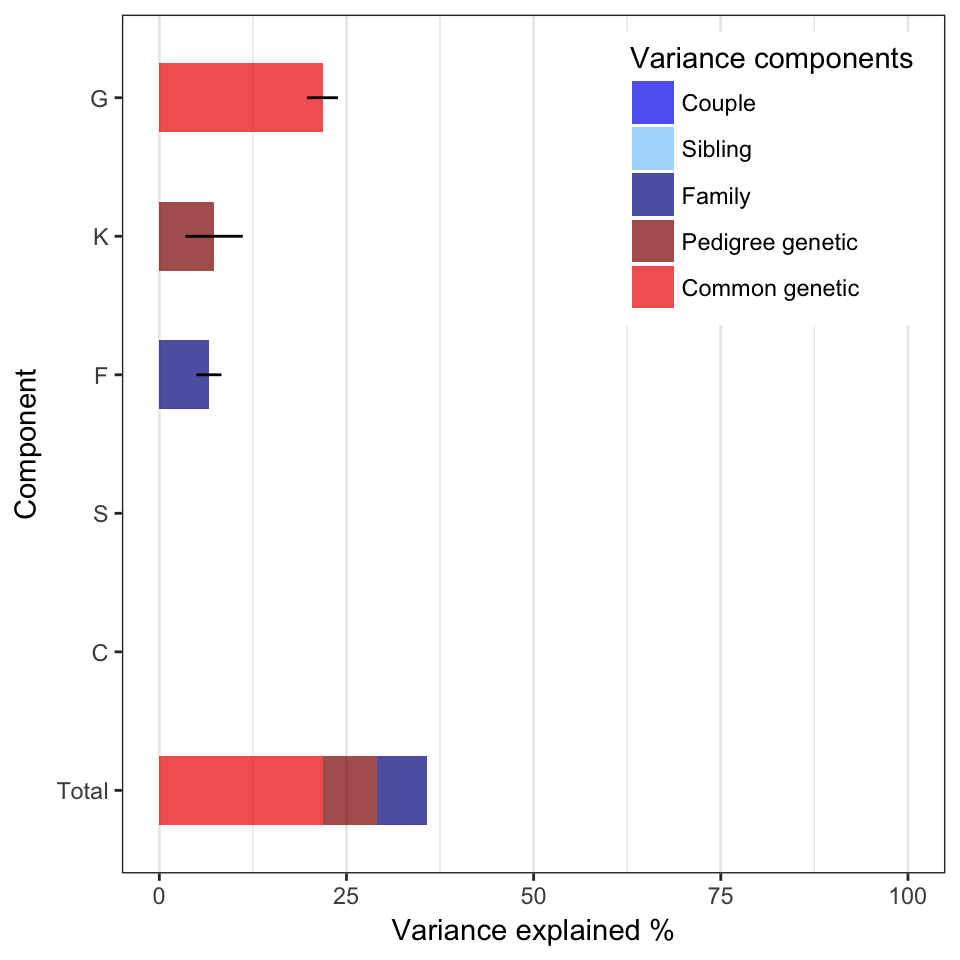 Variance components
Couple
Sibling
Family
Pedigree genetic
Common genetic
G
K
F
S
C
Total
Component
0 25 50 75 100
Variance explained %